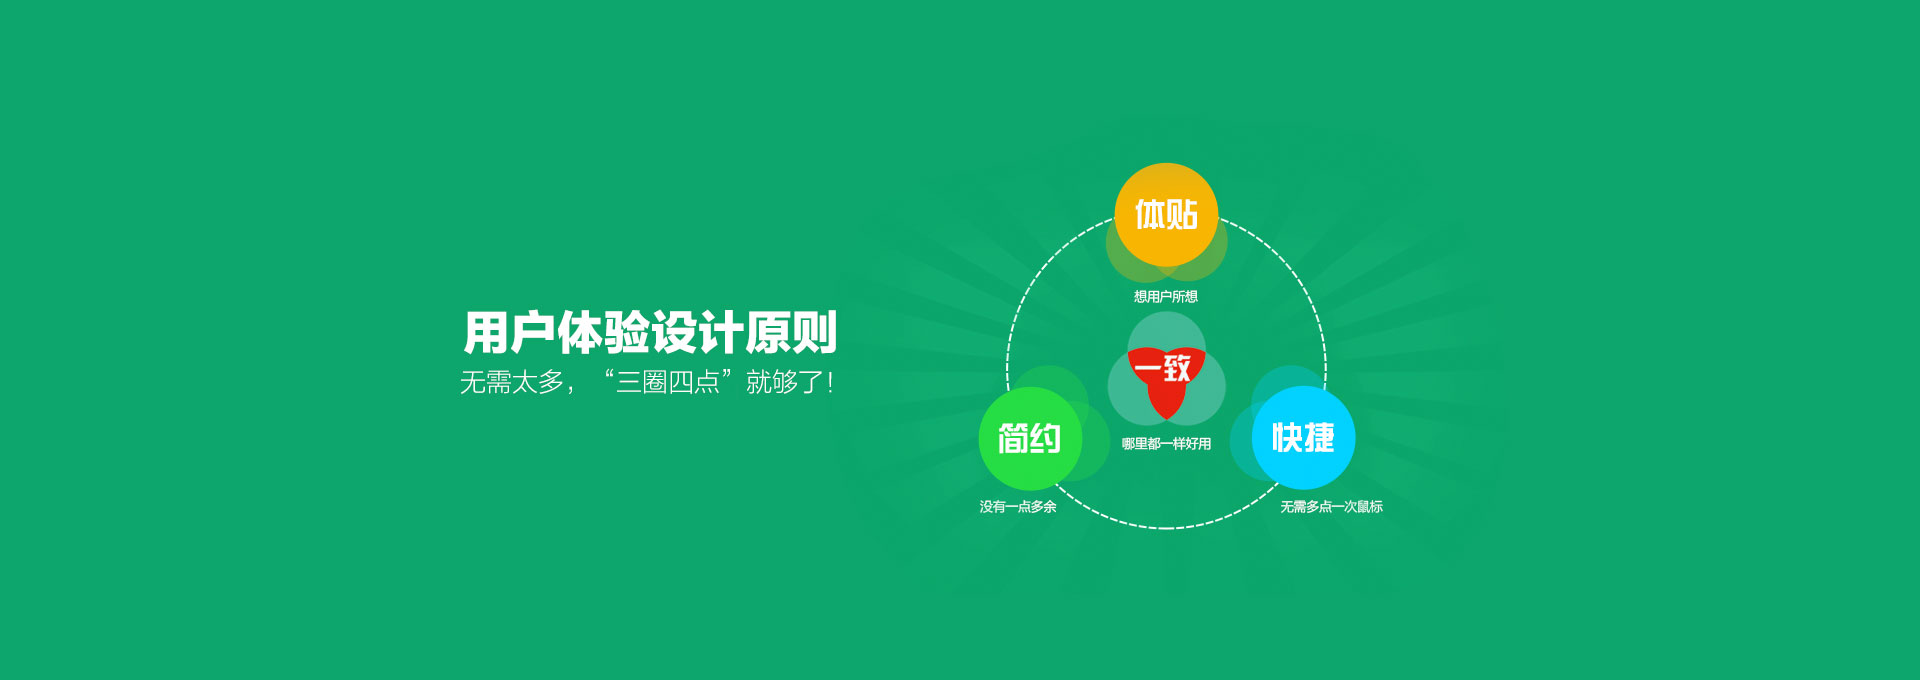 用户体验设计原则
无需太多，“三圈四点”就够了！
体贴
想用户所想
一致
哪里都一样好用
简约
没有一点多余
快捷
无需多点一次鼠标